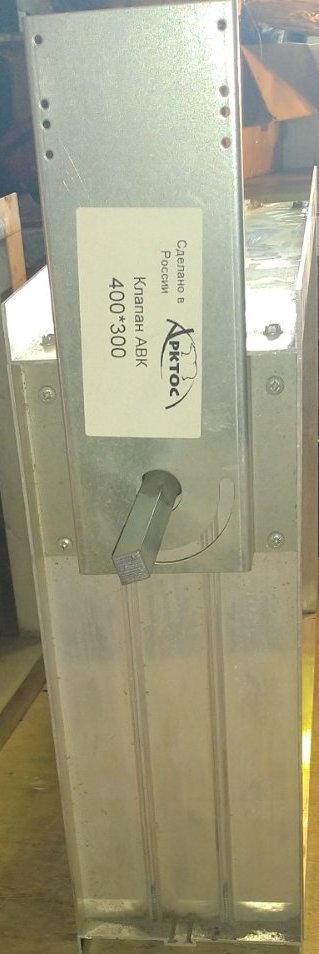 Сделано в
России
АРКТОС
Клапан АВК
400*300